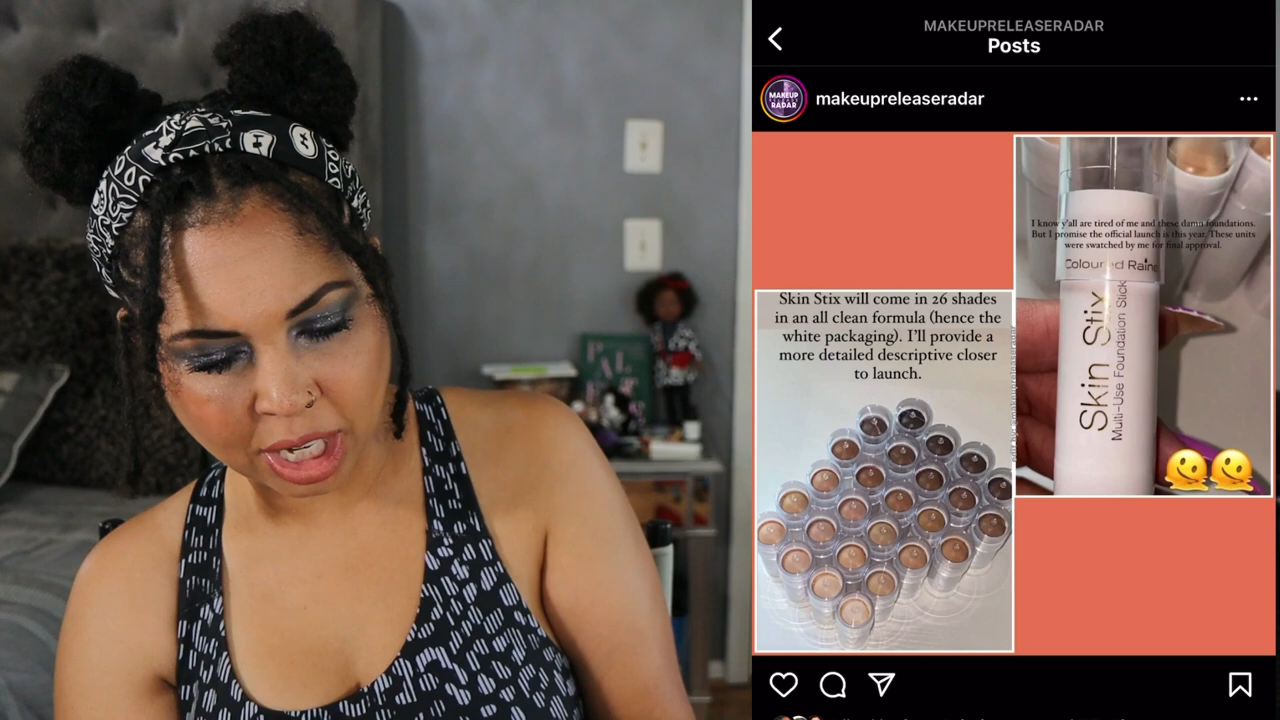 MAKEUPRELEASERADAR
Posts
MAKEUP
RADAR
makeupreleaseradar
I know y'all are tired of me and these damn foundations.
But I promise the official launch is this year. These units
were swatched by me for final approval.
Coloured Raine
Skin Stix
Multi-Use Foundation Stick
Skin Stix will come in 26 shades
in an all clean formula (hence the
white packaging). I'll provide a
more detailed descriptive closer
to launch.